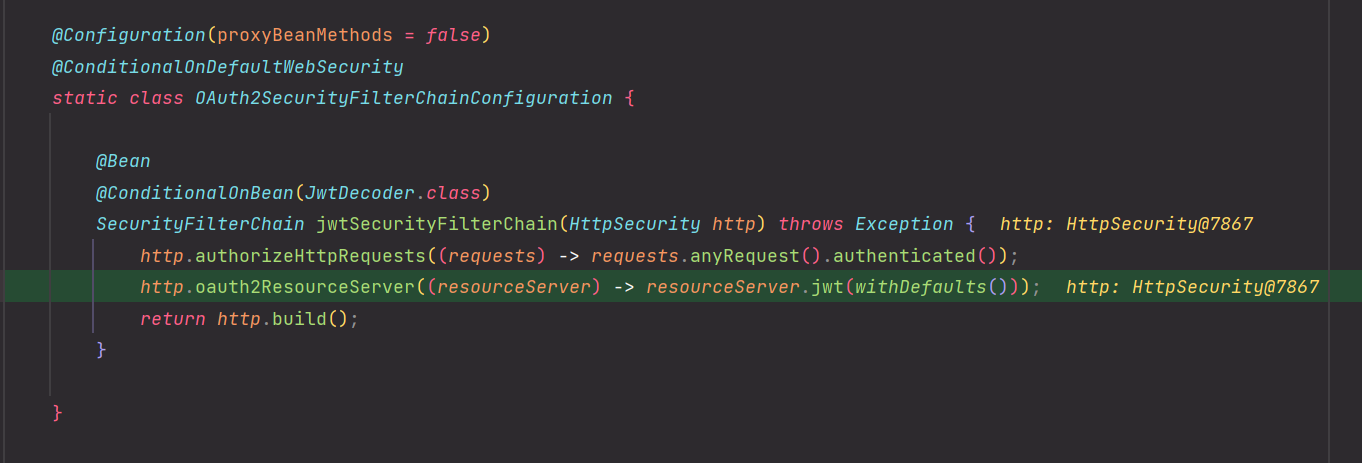 @Configuration(proxyBeanMethods = false)
@ConditionalOnDefaultWebSecurity
static class OAuth2SecurityFilterChainConfiguration {
@Bean
@ConditionalOnBean(JwtDecoder.class)
SecurityFilterChain jwtSecurityFilterChain(HttpSecurity http) throws Exception { http: HttpSecurity@7867
http.authorizeHttpRequests((requests) -> requests.anyRequest().authenticated());
http.oauth2ResourceServer((resourceServer) -> resourceServer.jwt(withDefaults())); http: HttpSecurity@7867
return http.build();
}
}